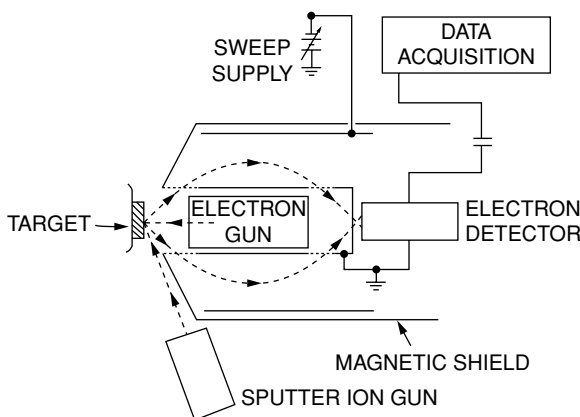 SWEEP
SUPPLY
DATA
ACQUISITION
TARGET
ELECTRON
GUN
ELECTRON
DETECTOR
MAGNETIC SHIELD
SPUTTER ION GUN